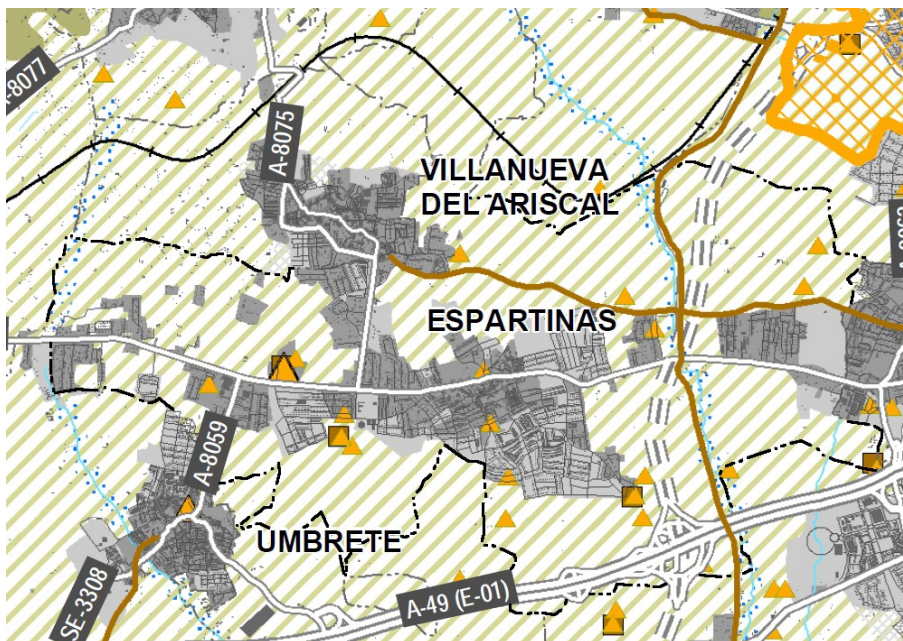 A-8077
A-8075
VILLANUEVA
DEL ARISCAL
ESPARTINAS
A-8059
UMBRETE
SE-3308
A-49 (E-01)